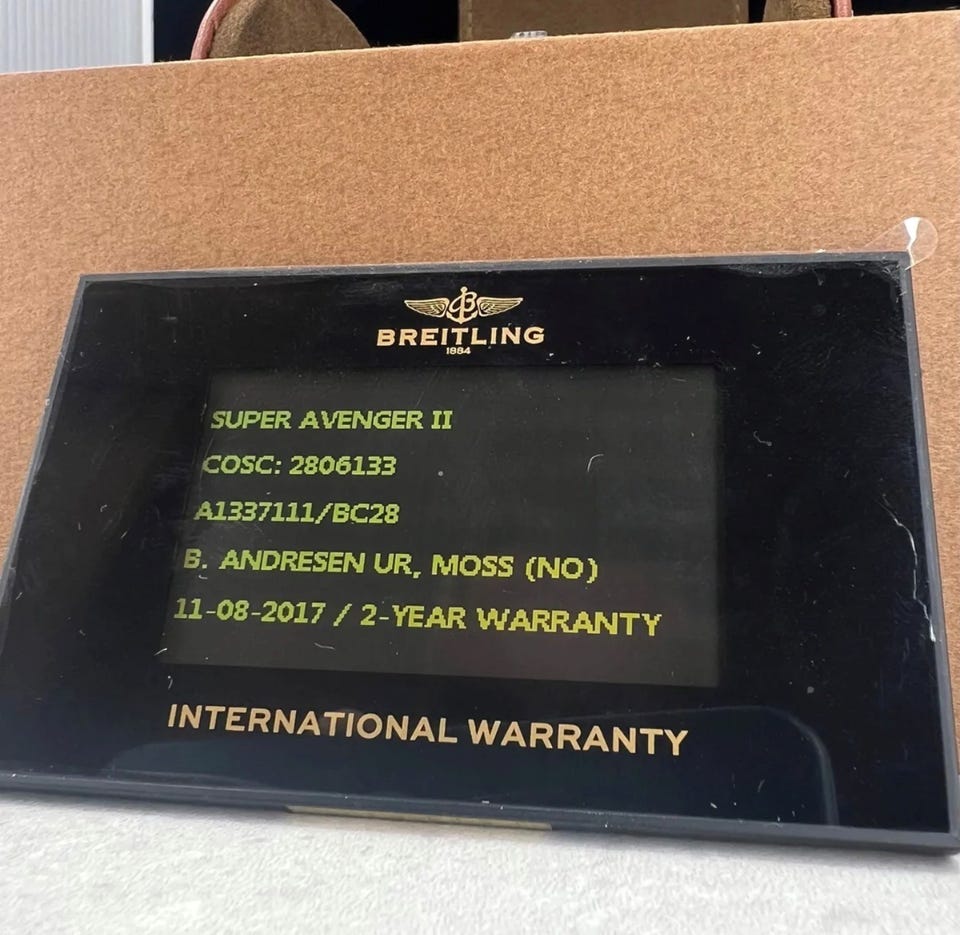 BREITLING
1884
SUPER AVENGER II
COSC: 2806133
A1337111/BC28
B. ANDRESEN UR, MOSS (NO)
11-08-2017 / 2-YEAR WARRANTY
INTERNATIONAL WARRANTY